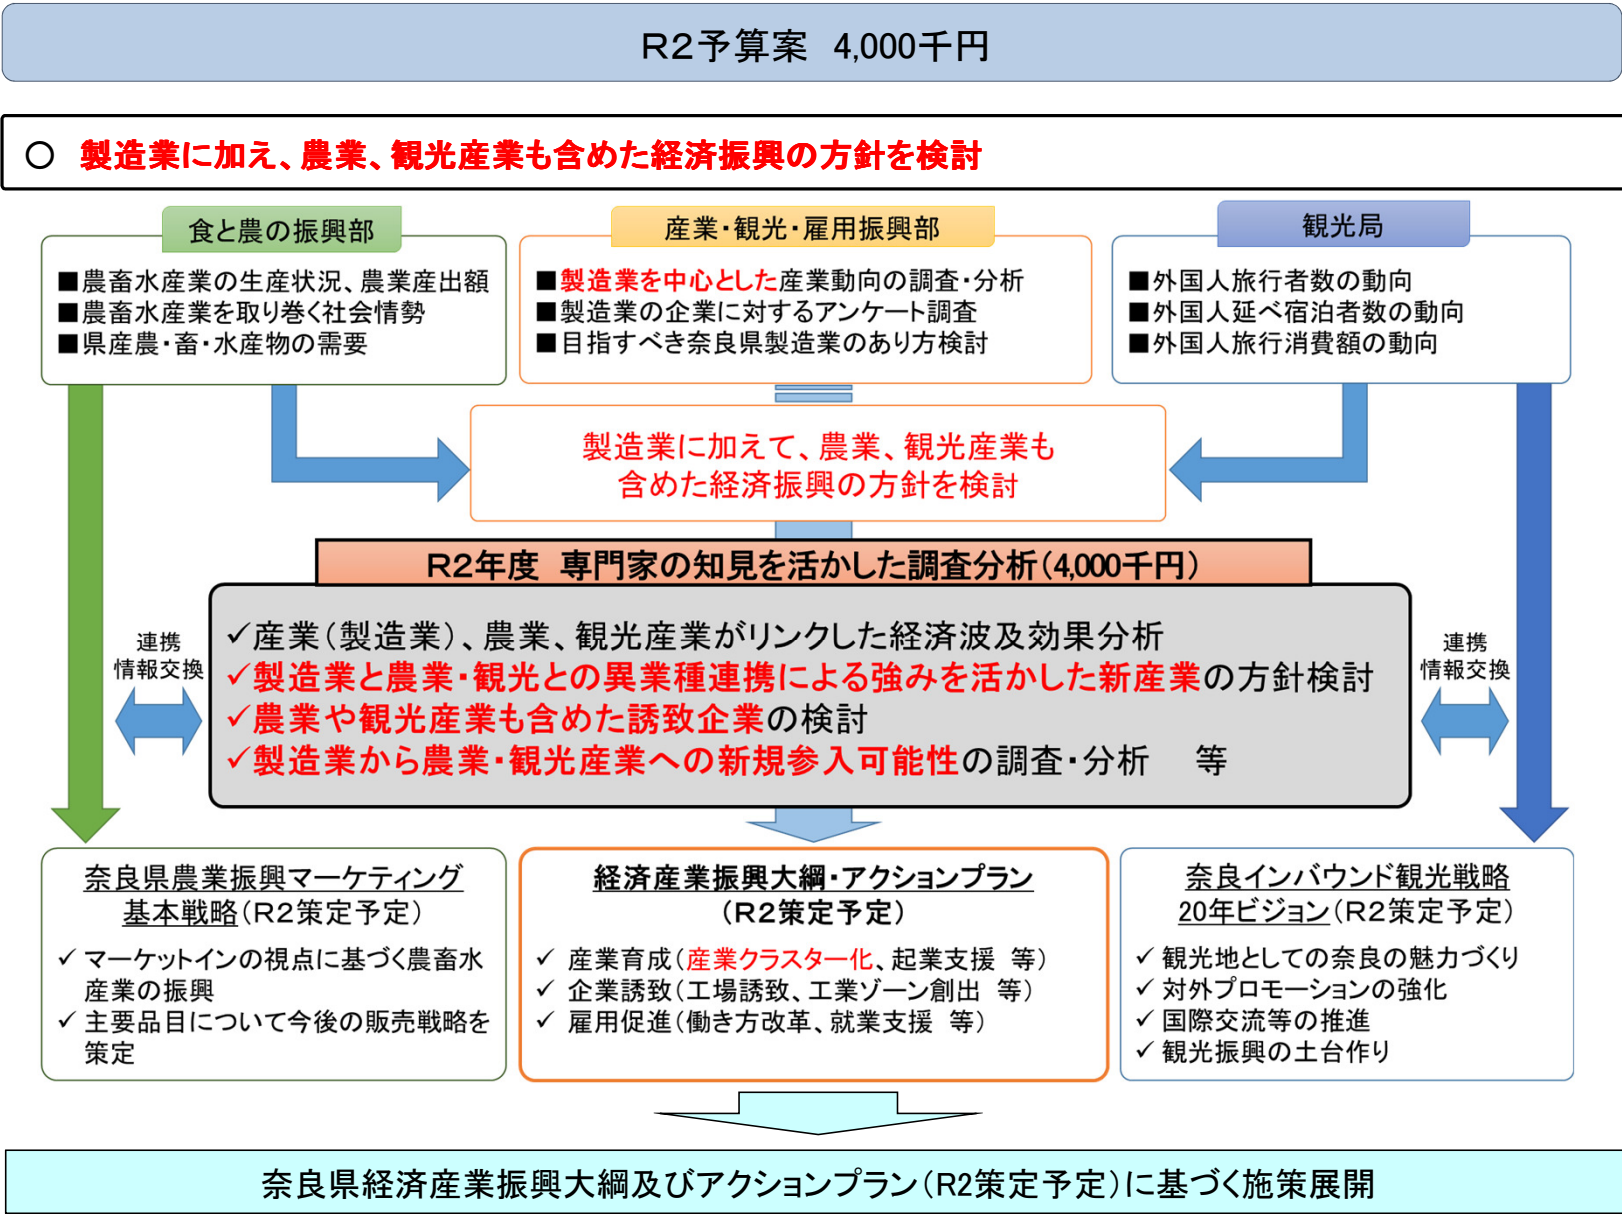 R2予算案　4,000千円
○　製造業に加え、農業、観光産業も含めた経済振興の方針を検討
食と農の振興部
■農畜水産業の生産状況、農業産出額
■農畜水産業を取り巻く社会情勢
■県産農・畜・水産物の需要
産業・観光・雇用振興部
■製造業を中心とした産業動向の調査・分析
■製造業の企業に対するアンケート調査
■目指すべき奈良県製造業のあり方検討
観光局
■外国人旅行者数の動向
■外国人延べ宿泊者数の動向
■外国人旅行消費額の動向
製造業に加えて、農業、観光産業も
含めた経済振興の方針を検討
R2年度　専門家の知見を活かした調査分析（4,000千円）
✓産業（製造業）、農業、観光産業がリンクした経済波及効果分析
✓製造業と農業・観光との異業種連携による強みを活かした新産業の方針検討
✓農業や観光産業も含めた誘致企業の検討
✓製造業から農業・観光産業への新規参入可能性の調査・分析　等
連携
情報交換
連携
情報交換
奈良県農業振興マーケティング
基本戦略（R2策定予定）
✓ マーケットインの視点に基づく農畜水
産業の振興
✓ 主要品目について今後の販売戦略を
策定
経済産業振興大綱・アクションプラン
（R2策定予定）
✓ 産業育成（産業クラスター化、起業支援　等）
✓ 企業誘致（工場誘致、工業ゾーン創出　等）
✓ 雇用促進（働き方改革、就業支援　等）
奈良インバウンド観光戦略
20年ビジョン（R2策定予定）
✓ 観光地としての奈良の魅力づくり
✓ 対外プロモーションの強化
✓ 国際交流等の推進
✓ 観光振興の土台作り
奈良県経済産業振興大綱及びアクションプラン（R2策定予定）に基づく施策展開